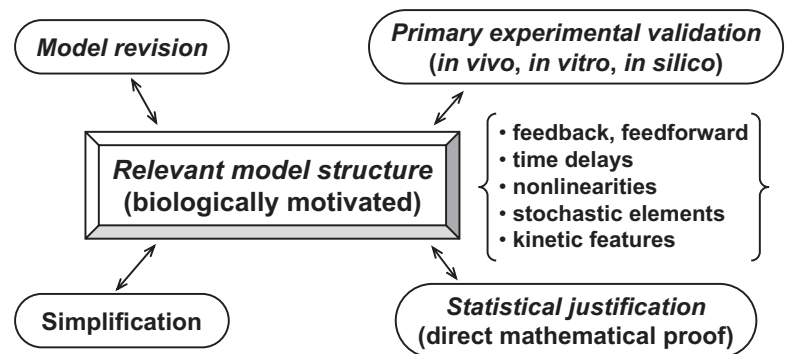 Model revision
Primary experimental validation
(in vivo, in vitro, in silico)
Relevant model structure
(biologically motivated)
• feedback, feedforward
• time delays
• nonlinearities
• stochastic elements
• kinetic features
Simplification
Statistical justification
(direct mathematical proof)